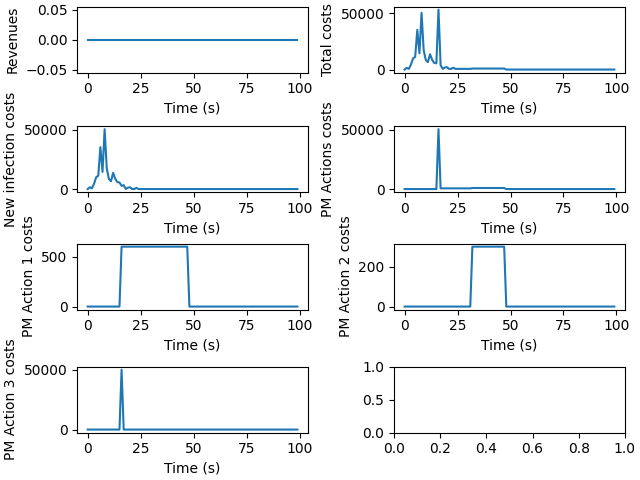 Revenues
0.05
0.00
−0.05
0 25 50 75 100
Time (s)
Total costs
50000
0
0 25 50 75 100
Time (s)
New infection costs
50000
0
0 25 50 75 100
Time (s)
PM Actions costs
50000
0
0 25 50 75 100
Time (s)
PM Action 1 costs
500
0
0 25 50 75 100
Time (s)
PM Action 2 costs
200
0
0 25 50 75 100
Time (s)
PM Action 3 costs
50000
0
0 25 50 75 100
Time (s)
1.0
0.5
0.0
0.0 0.2 0.4 0.6 0.8 1.0